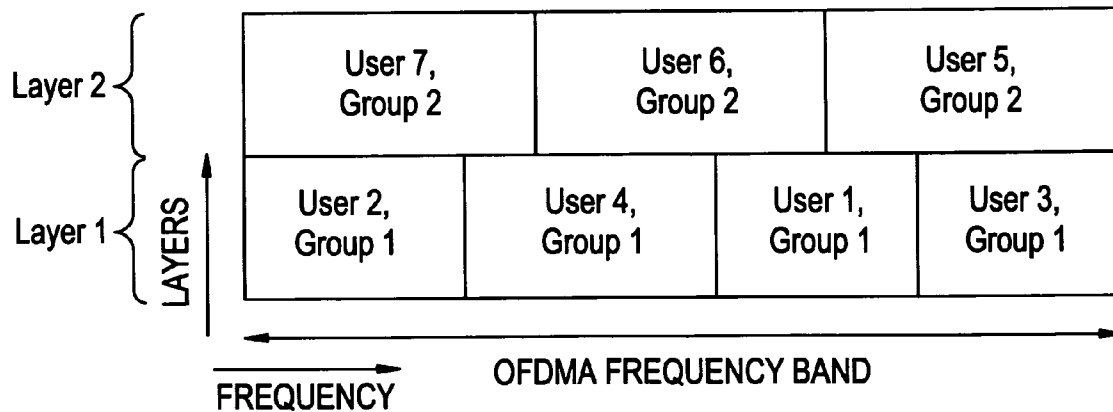 Layer 2
User 7,
Group 2
User 6,
Group 2
User 5,
Group 2
Layer 1
LAYERS
User 2,
Group 1
User 4,
Group 1
User 1,
Group 1
User 3,
Group 1
OFDMA FREQUENCY BAND
FREQUENCY